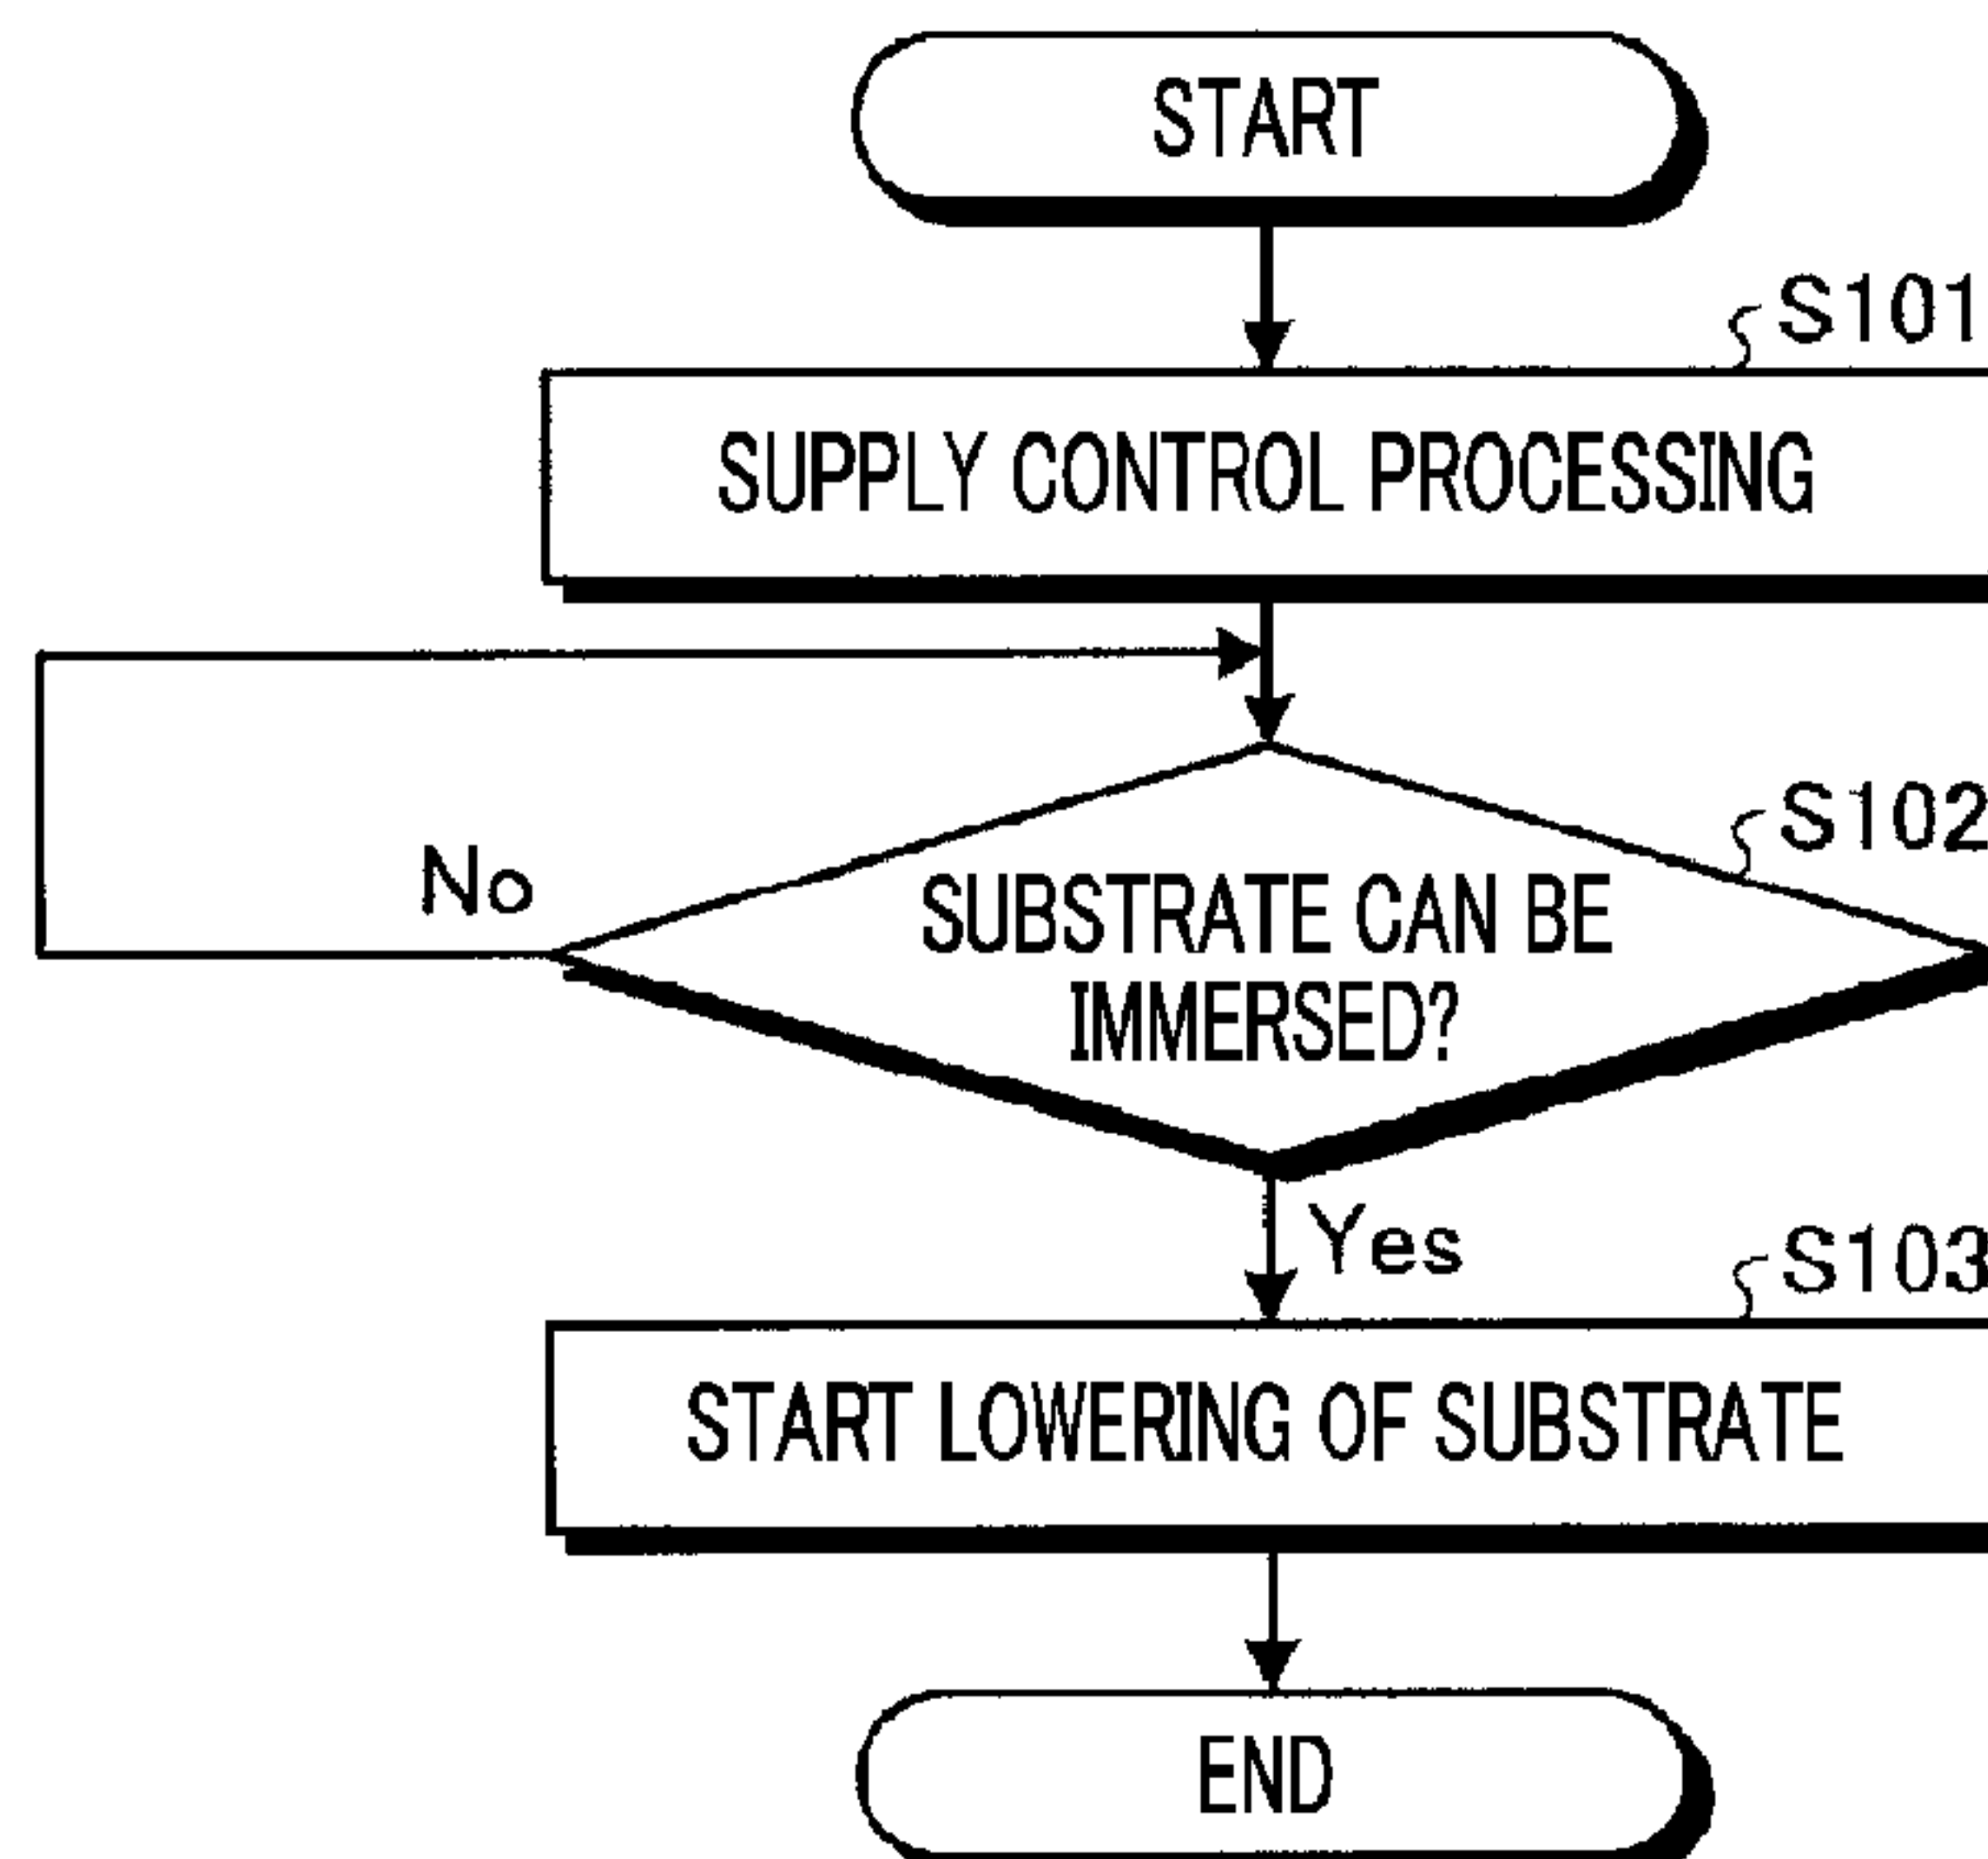 START
S101
SUPPLY CONTROL PROCESSING
S102
No
SUBSTRATE CAN BE
IMMERSED?
Yes
S103
START LOWERING OF SUBSTRATE
END